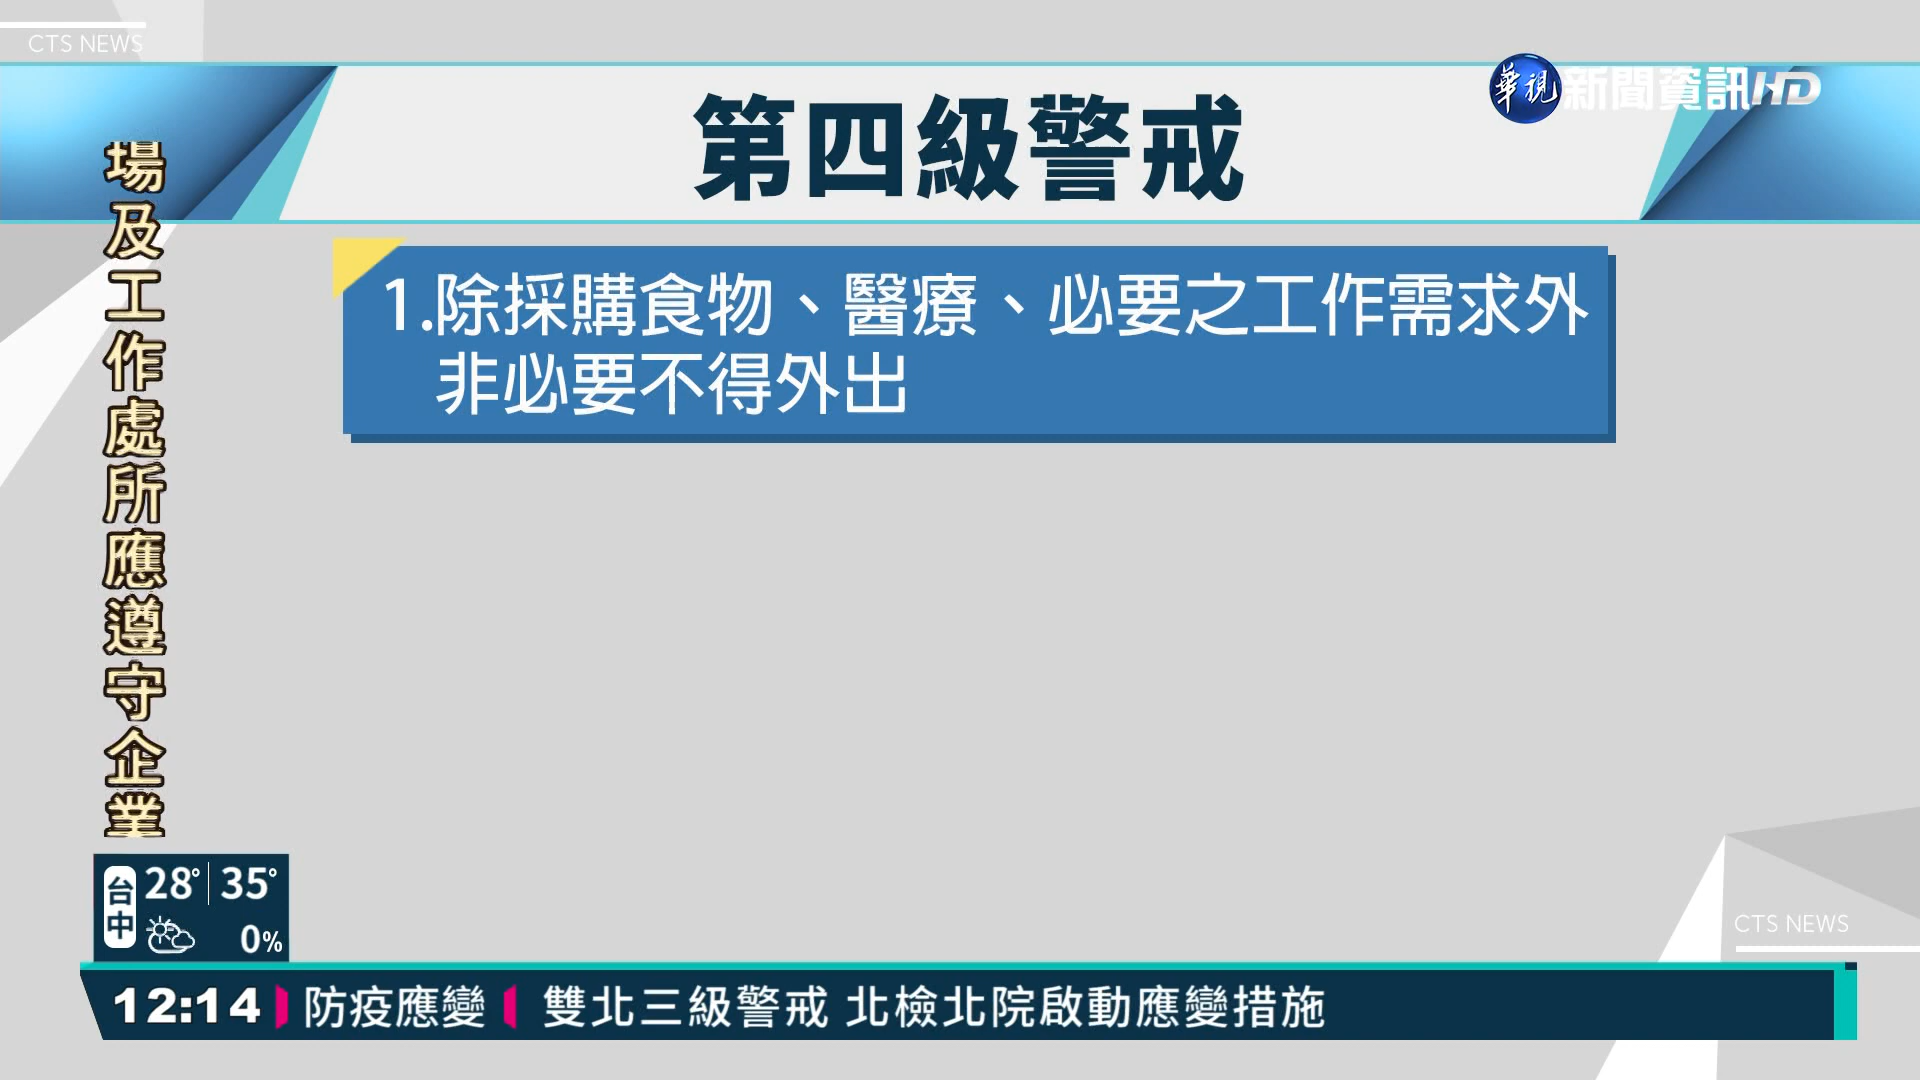 CTS NEWS
華視新聞資訊HD
第四級警戒
1.除採購食物、醫療、必要之工作需求外
非必要不得外出
場及工作處所應遵守企業
台中
28° 35°
0%
CTS NEWS
12:14 防疫應變 雙北三級警戒 北檢北院啟動應變措施